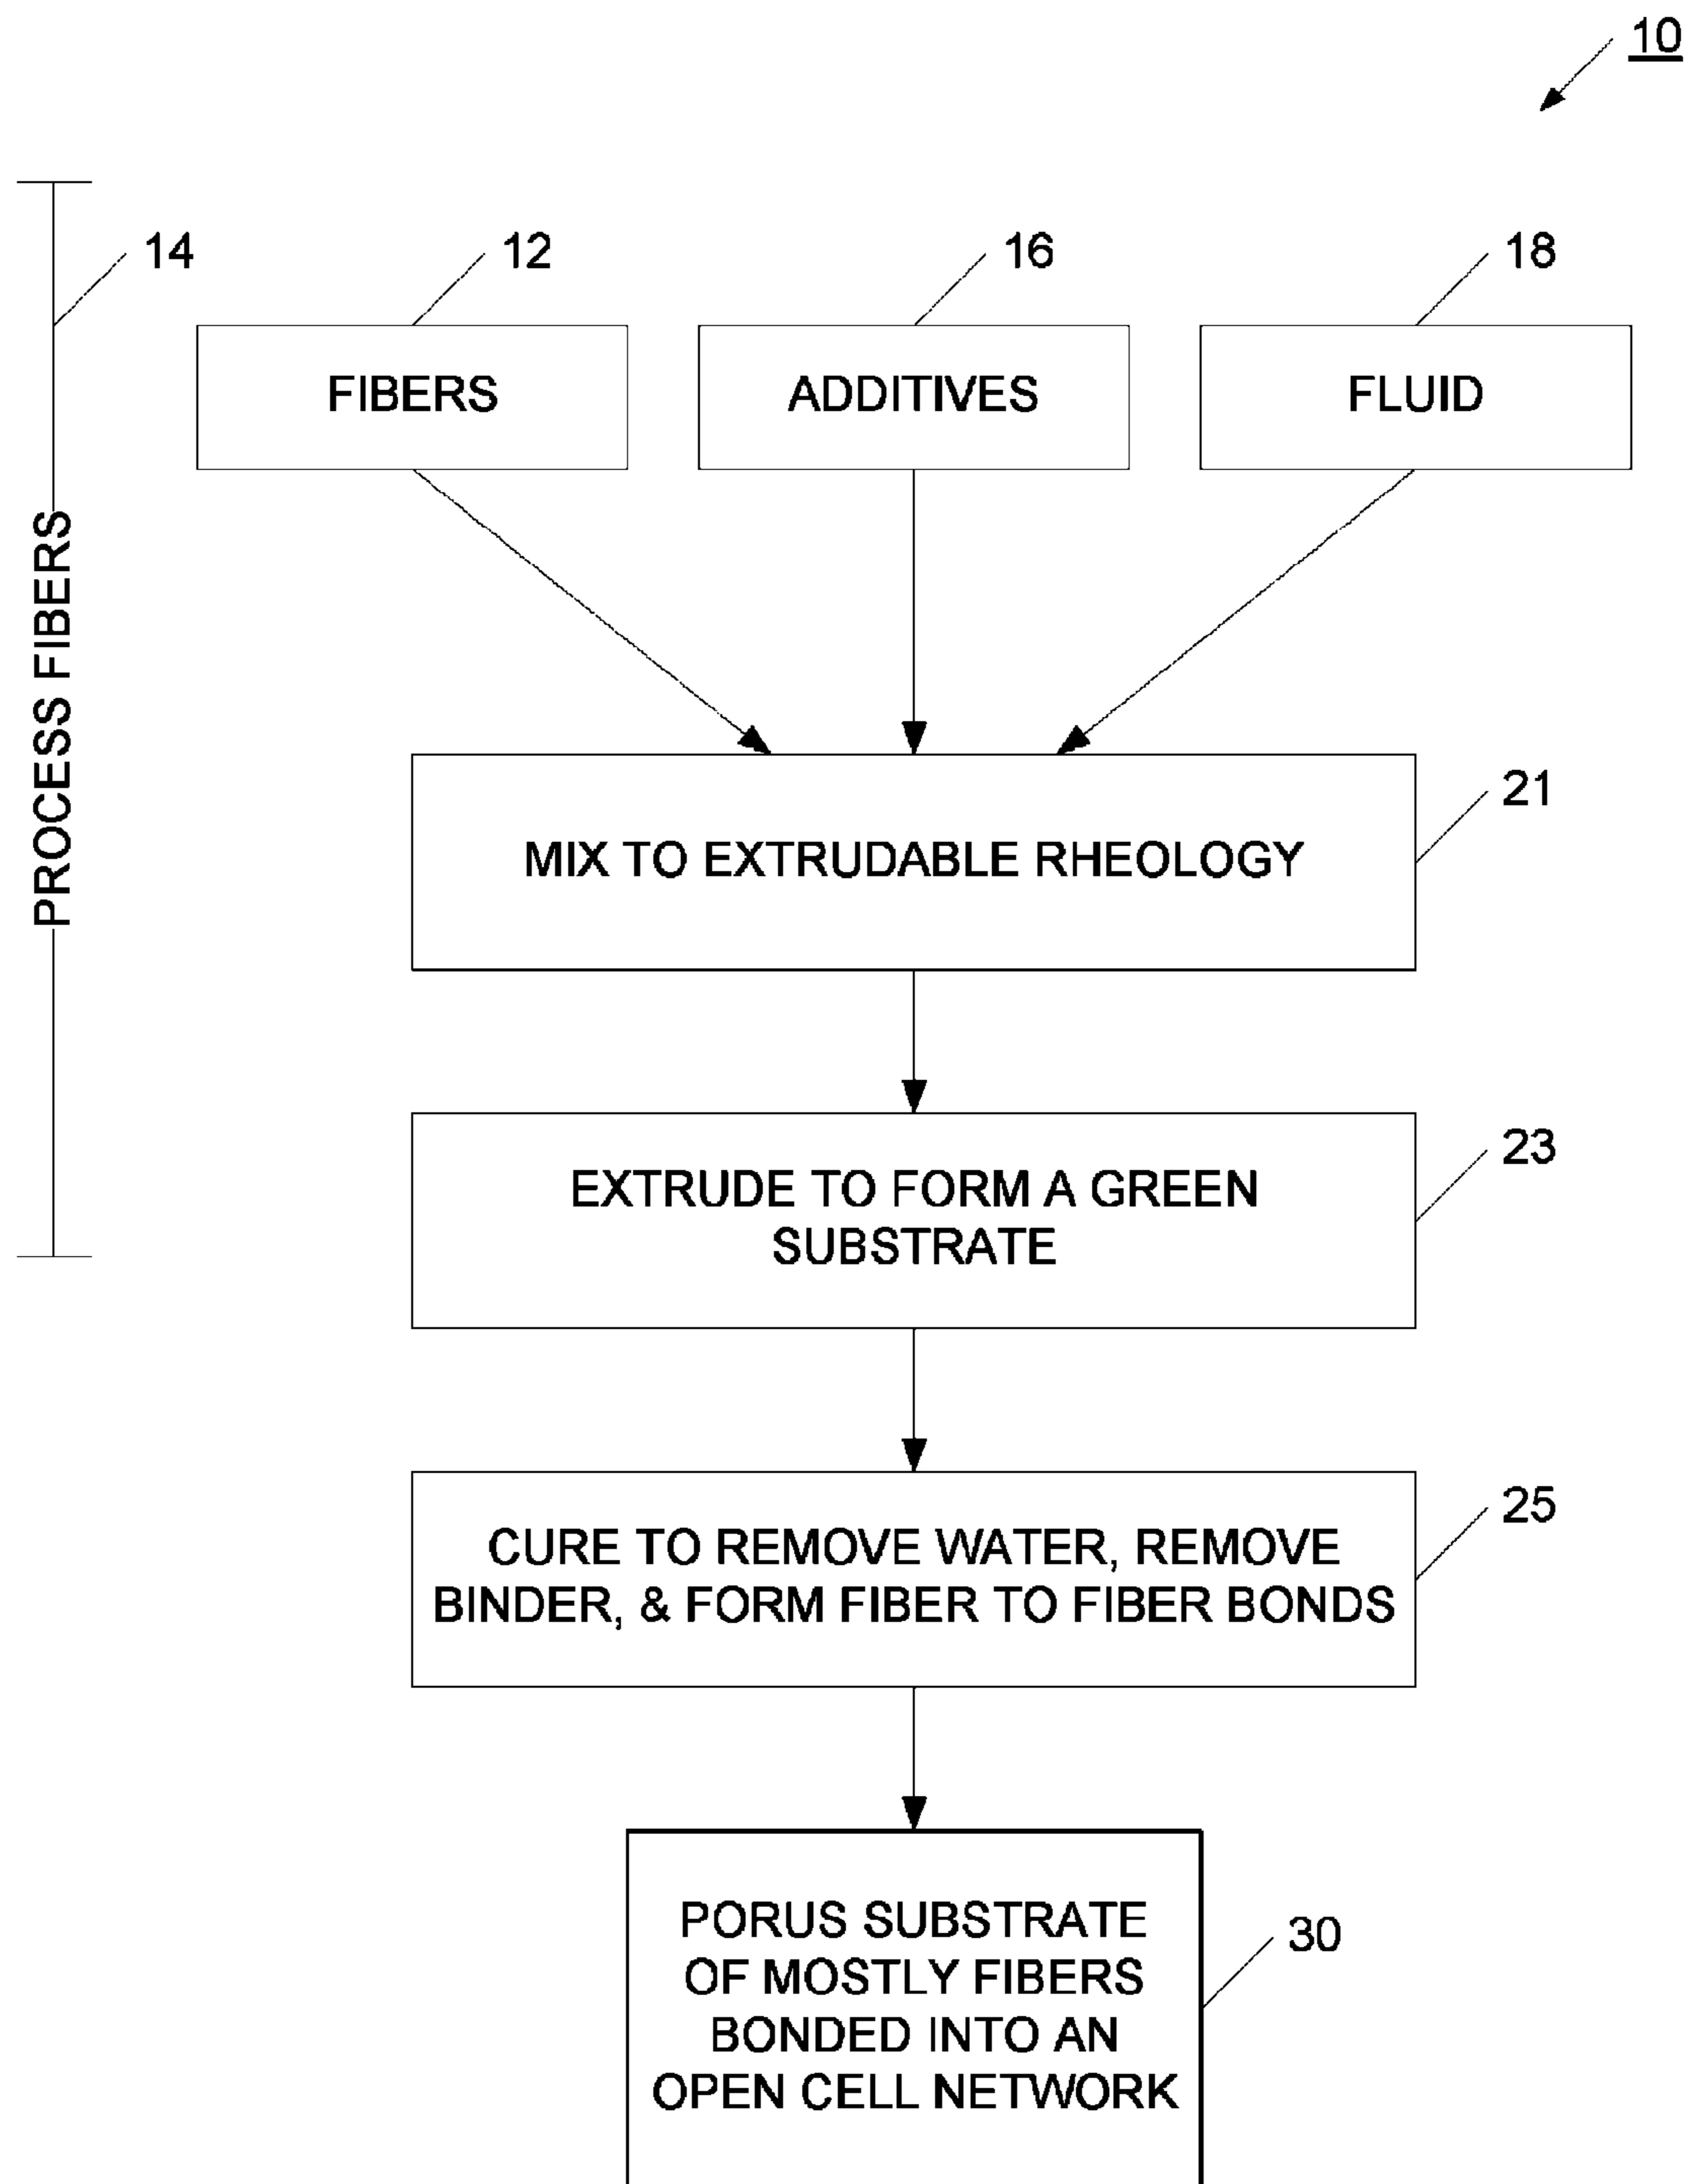 10
14
12
16
18
FIBERS
ADDITIVES
FLUID
PROCESS FIBERS
21
MIX TO EXTRUDABLE RHEOLOGY
23
EXTRUDE TO FORM A GREEN
SUBSTRATE
25
CURE TO REMOVE WATER, REMOVE
BINDER, & FORM FIBER TO FIBER BONDS
30
PORUS SUBSTRATE
OF MOSTLY FIBERS
BONDED INTO AN
OPEN CELL NETWORK